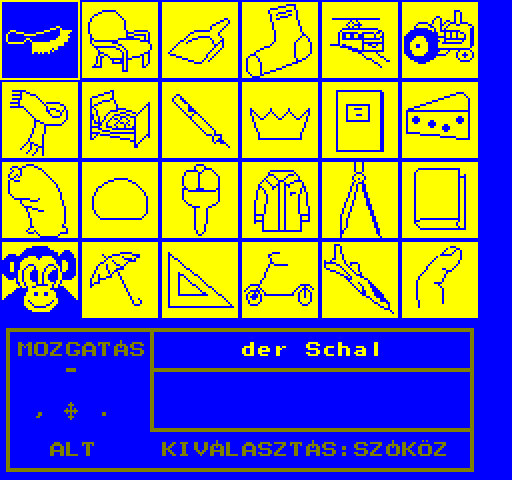 MOZGATÁS
der Schal
-
, .
ALT
KIVÁLASZTÁS:SZÓKÖZ